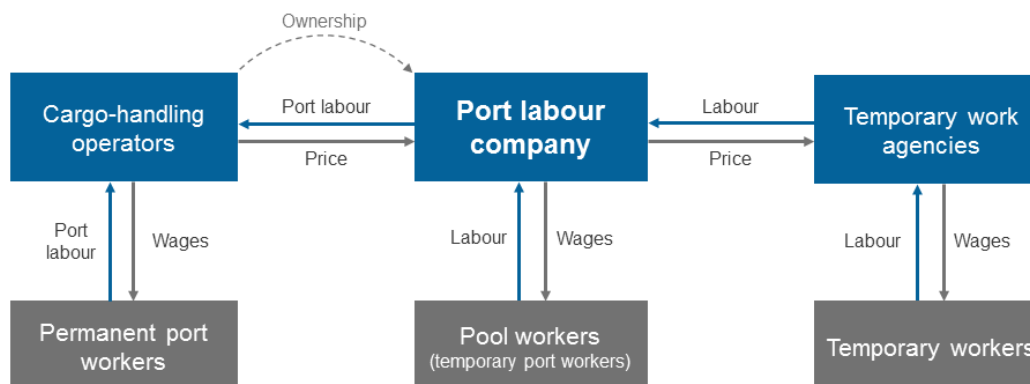 Ownership
Cargo-handling
operators
Port labour
Price
Port labour
company
Labour
Price
Temporary work
agencies
Port
labour
Wages
Labour
Wages
Labour
Wages
Permanent port
workers
Pool workers
(temporary port workers)
Temporary workers